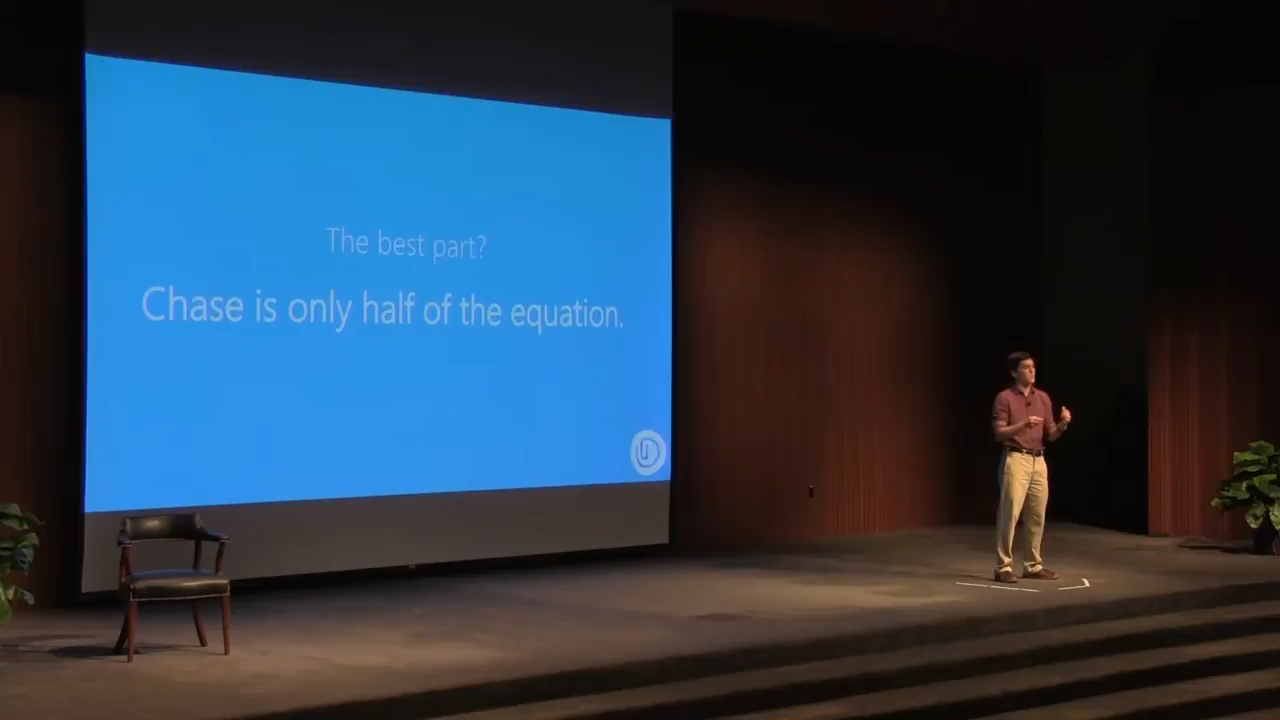 The best part?
Chase is only half of the equation.